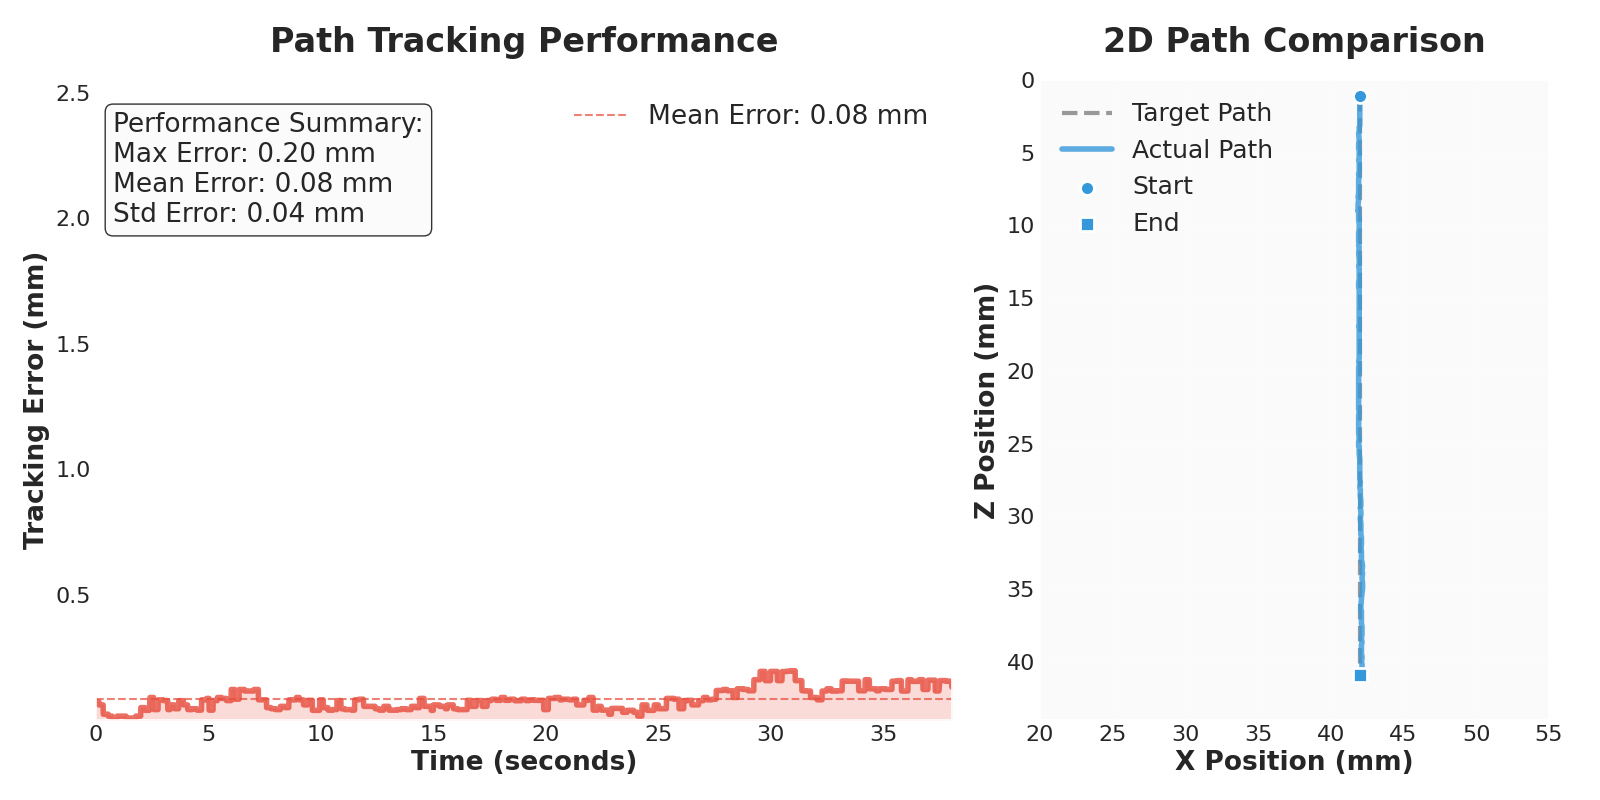 Path Tracking Performance
2.5
2.0
1.5
1.0
0.5
Tracking Error (mm)
Performance Summary:
Max Error: 0.20 mm
Mean Error: 0.08 mm
Std Error: 0.04 mm
Mean Error: 0.08 mm
0 5 10 15 20 25 30 35
Time (seconds)
2D Path Comparison
0
5
10
15
20
25
30
35
40
Z Position (mm)
Target Path
Actual Path
Start
End
20 25 30 35 40 45 50 55
X Position (mm)